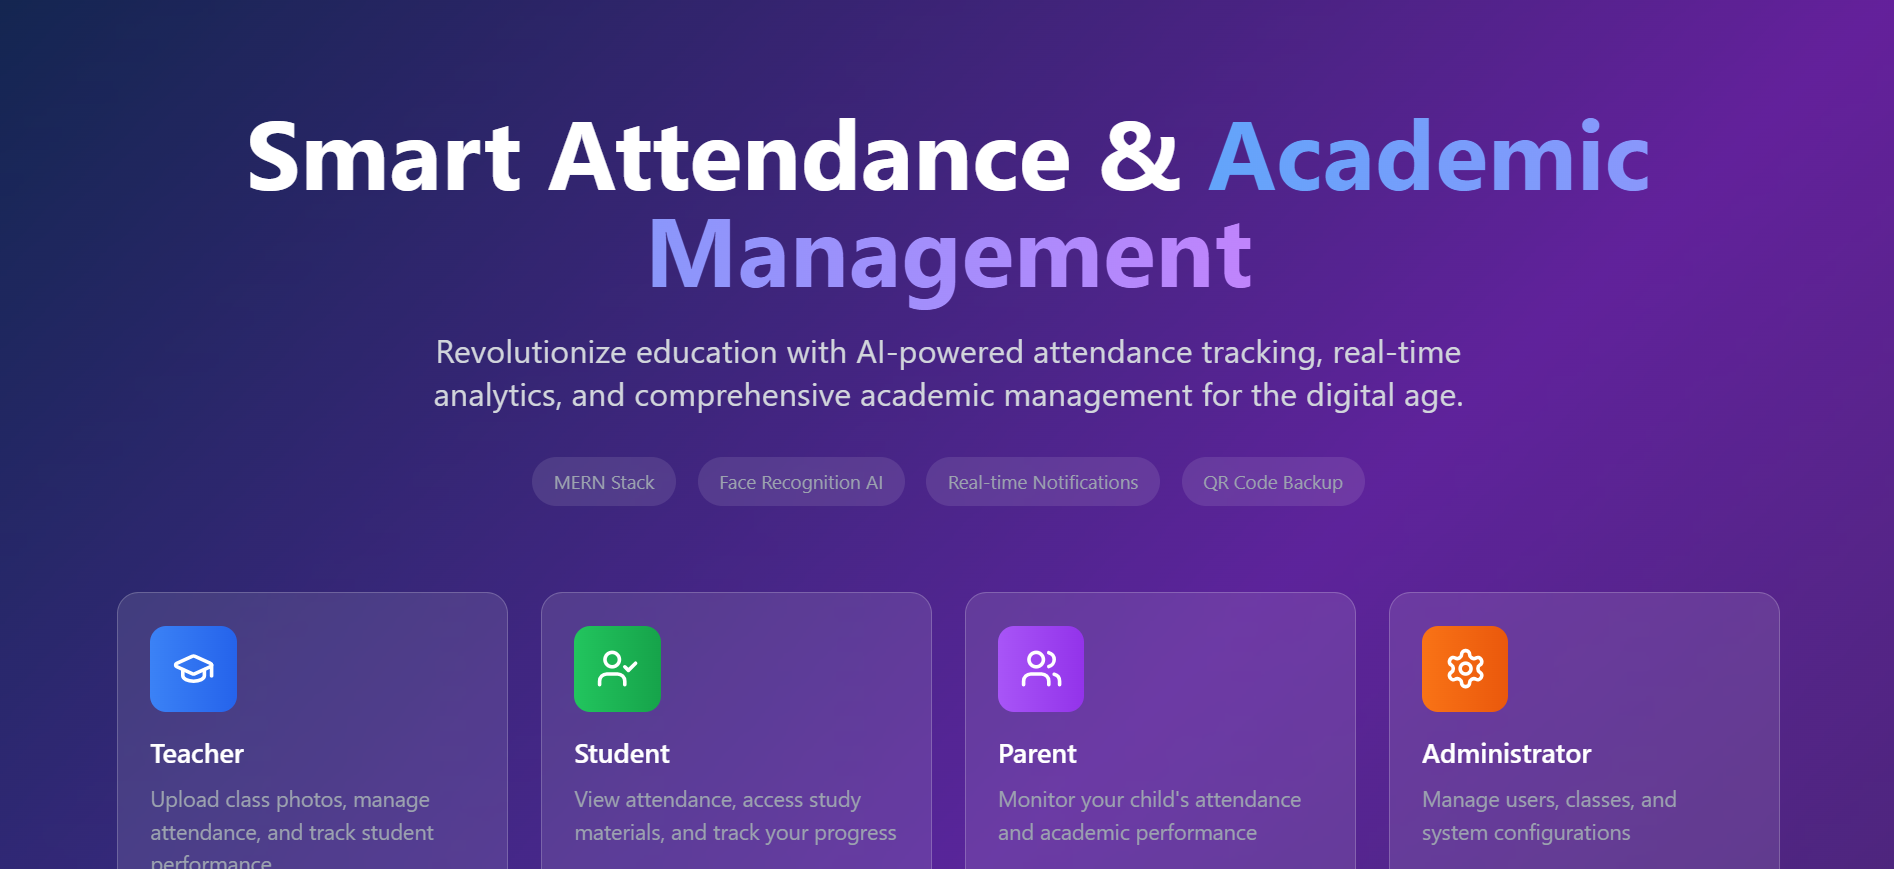 Smart Attendance & Academic
Management
Revolutionize education with AI-powered attendance tracking, real-time
analytics, and comprehensive academic management for the digital age.
MERN Stack
Face Recognition AI
Real-time Notifications
QR Code Backup
Teacher
Upload class photos, manage
attendance, and track student
performance
Student
View attendance, access study
materials, and track your progress
Parent
Monitor your child's attendance
and academic performance
Administrator
Manage users, classes, and
system configurations